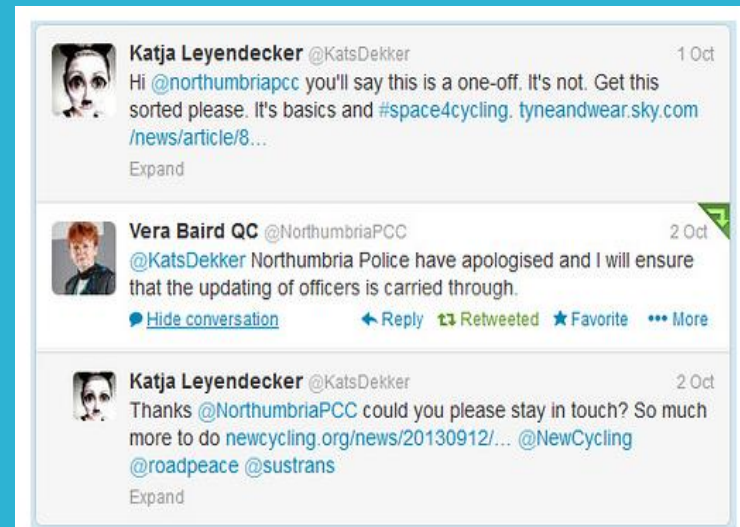 Katja Leyendecker @KatsDekker 1 Oct
Hi @northumbriapcc you'll say this is a one-off. It's not. Get this
sorted please. It's basics and #space4cycling. tyneandwear.sky.com
/news/article/8...
Expand
Vera Baird QC @NorthumbriaPCC 2 Oct
@KatsDekker Northumbria Police have apologised and I will ensure
that the updating of officers is carried through.
Hide conversation Reply Retweeted Favorite More
Katja Leyendecker @KatsDekker 2 Oct
Thanks @NorthumbriaPCC could you please stay in touch? So much
more to do newcycling.org/news/20130912/... @NewCycling
@roadpeace @sustrans
Expand